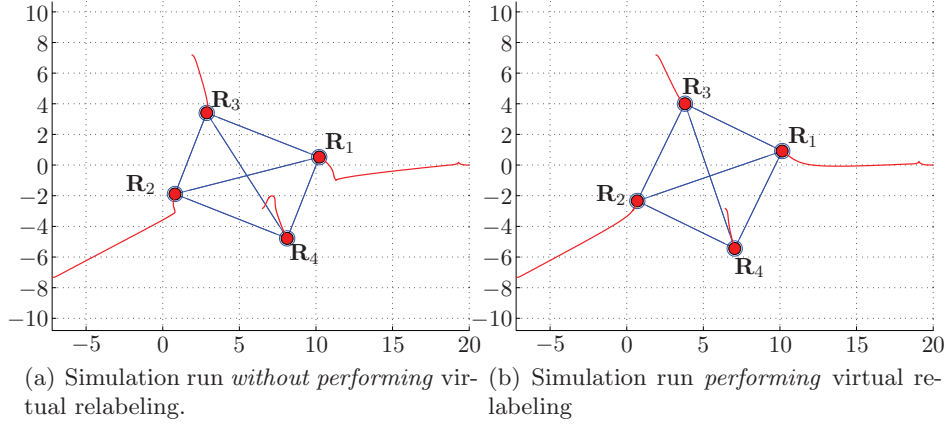 10
8
6
4
2
0
−2
−4
−6
−8
−10
−5 0 5 10 15 20
R3
R1
R2
R4
(a) Simulation run without performing vir-
tual relabeling.
10
8
6
4
2
0
−2
−4
−6
−8
−10
−5 0 5 10 15 20
R3
R1
R2
R4
(b) Simulation run performing virtual re-
labeling